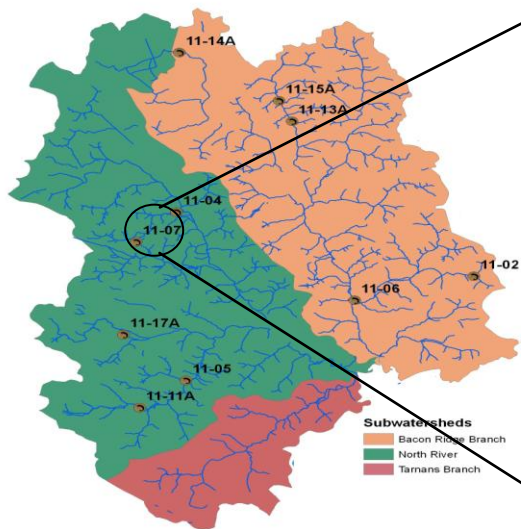 11-14A
11-15A
11-13A
11-04
11-07
11-02
11-06
11-17A
11-05
11-11A
Subwatersheds
Bacon Ridge Branch
North River
Tarnans Branch